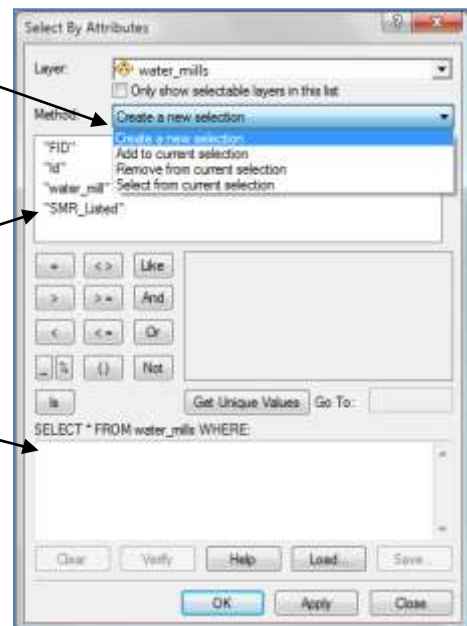 Select By Attributes
Layer: water_mills
Only show selectable layers in this list
Method: Create a new selection
Create a new selection
"FID"
Add to current selection
"Id"
Remove from current selection
"water_mill" Select from current selection
"SMR_Listed"
= <> Like
> >= And
< <= Or
_ % () Not
Is Get Unique Values Go To:
SELECT * FROM water_mills WHERE:
Clear Verify Help Load... Save...
OK Apply Close